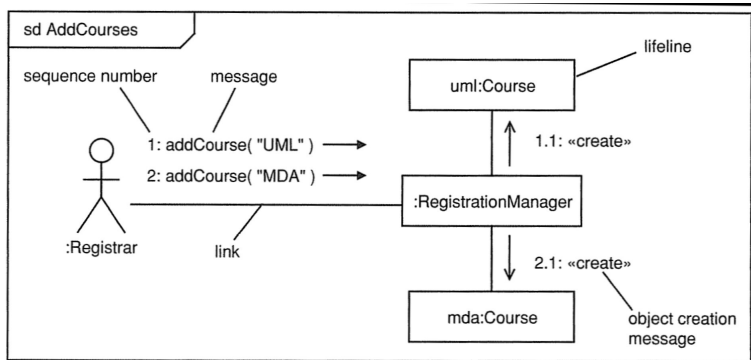 sd AddCourses
sequence number
message
lifeline
uml:Course
1: addCourse( "UML" )
1.1: «create»
2: addCourse( "MDA" )
:RegistrationManager
:Registrar
link
2.1: «create»
mda:Course
object creation
message